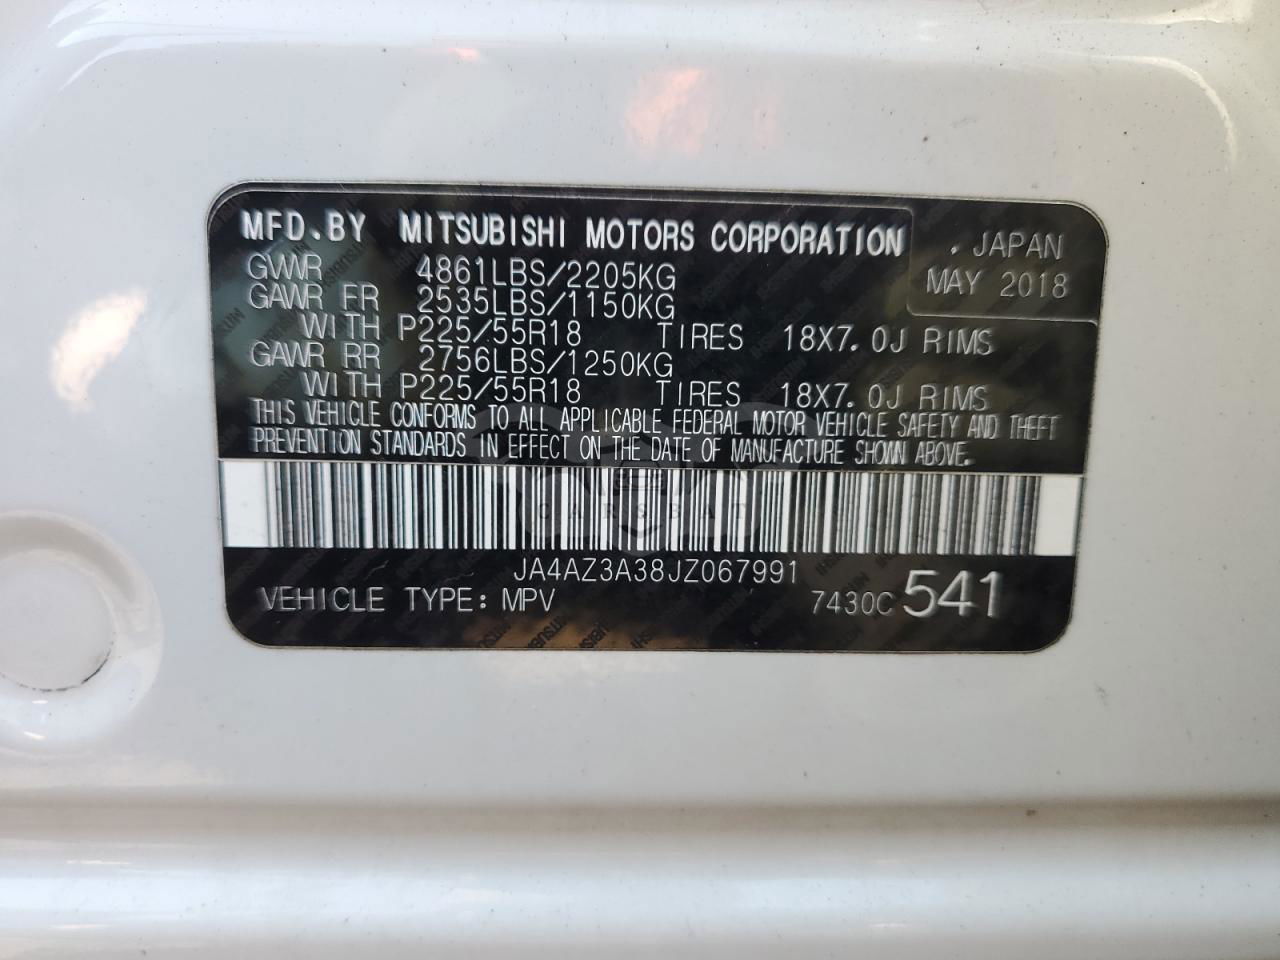 MFD.BY MITSUBISHI MOTORS CORPORATION
. JAPAN
MAY 2018
GVWR 4861LBS/2205KG
GAWR FR 2535LBS/1150KG
WITH P225/55R18 TIRES 18X7.0J RIMS
GAWR RR 2756LBS/1250KG
WITH P225/55R18 TIRES 18X7.0J RIMS
THIS VEHICLE CONFORMS TO ALL APPLICABLE FEDERAL MOTOR VEHICLE SAFETY AND THEFT
PREVENTION STANDARDS IN EFFECT ON THE DATE OF MANUFACTURE SHOWN ABOVE.
CARSBAT
JA4AZ3A38JZ067991
VEHICLE TYPE: MPV 7430C 541